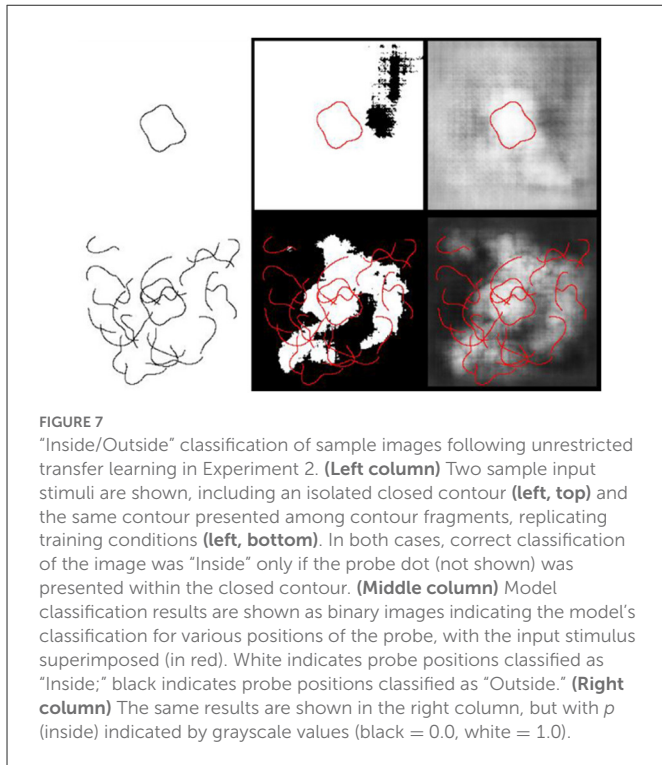 FIGURE 7
"Inside/Outside" classification of sample images following unrestricted
transfer learning in Experiment 2. (Left column) Two sample input
stimuli are shown, including an isolated closed contour (left, top) and
the same contour presented among contour fragments, replicating
training conditions (left, bottom). In both cases, correct classification
of the image was "Inside" only if the probe dot (not shown) was
presented within the closed contour. (Middle column) Model
classification results are shown as binary images indicating the model's
classification for various positions of the probe, with the input stimulus
superimposed (in red). White indicates probe positions classified as
"Inside;" black indicates probe positions classified as "Outside." (Right
column) The same results are shown in the right column, but with p
(inside) indicated by grayscale values (black = 0.0, white = 1.0).